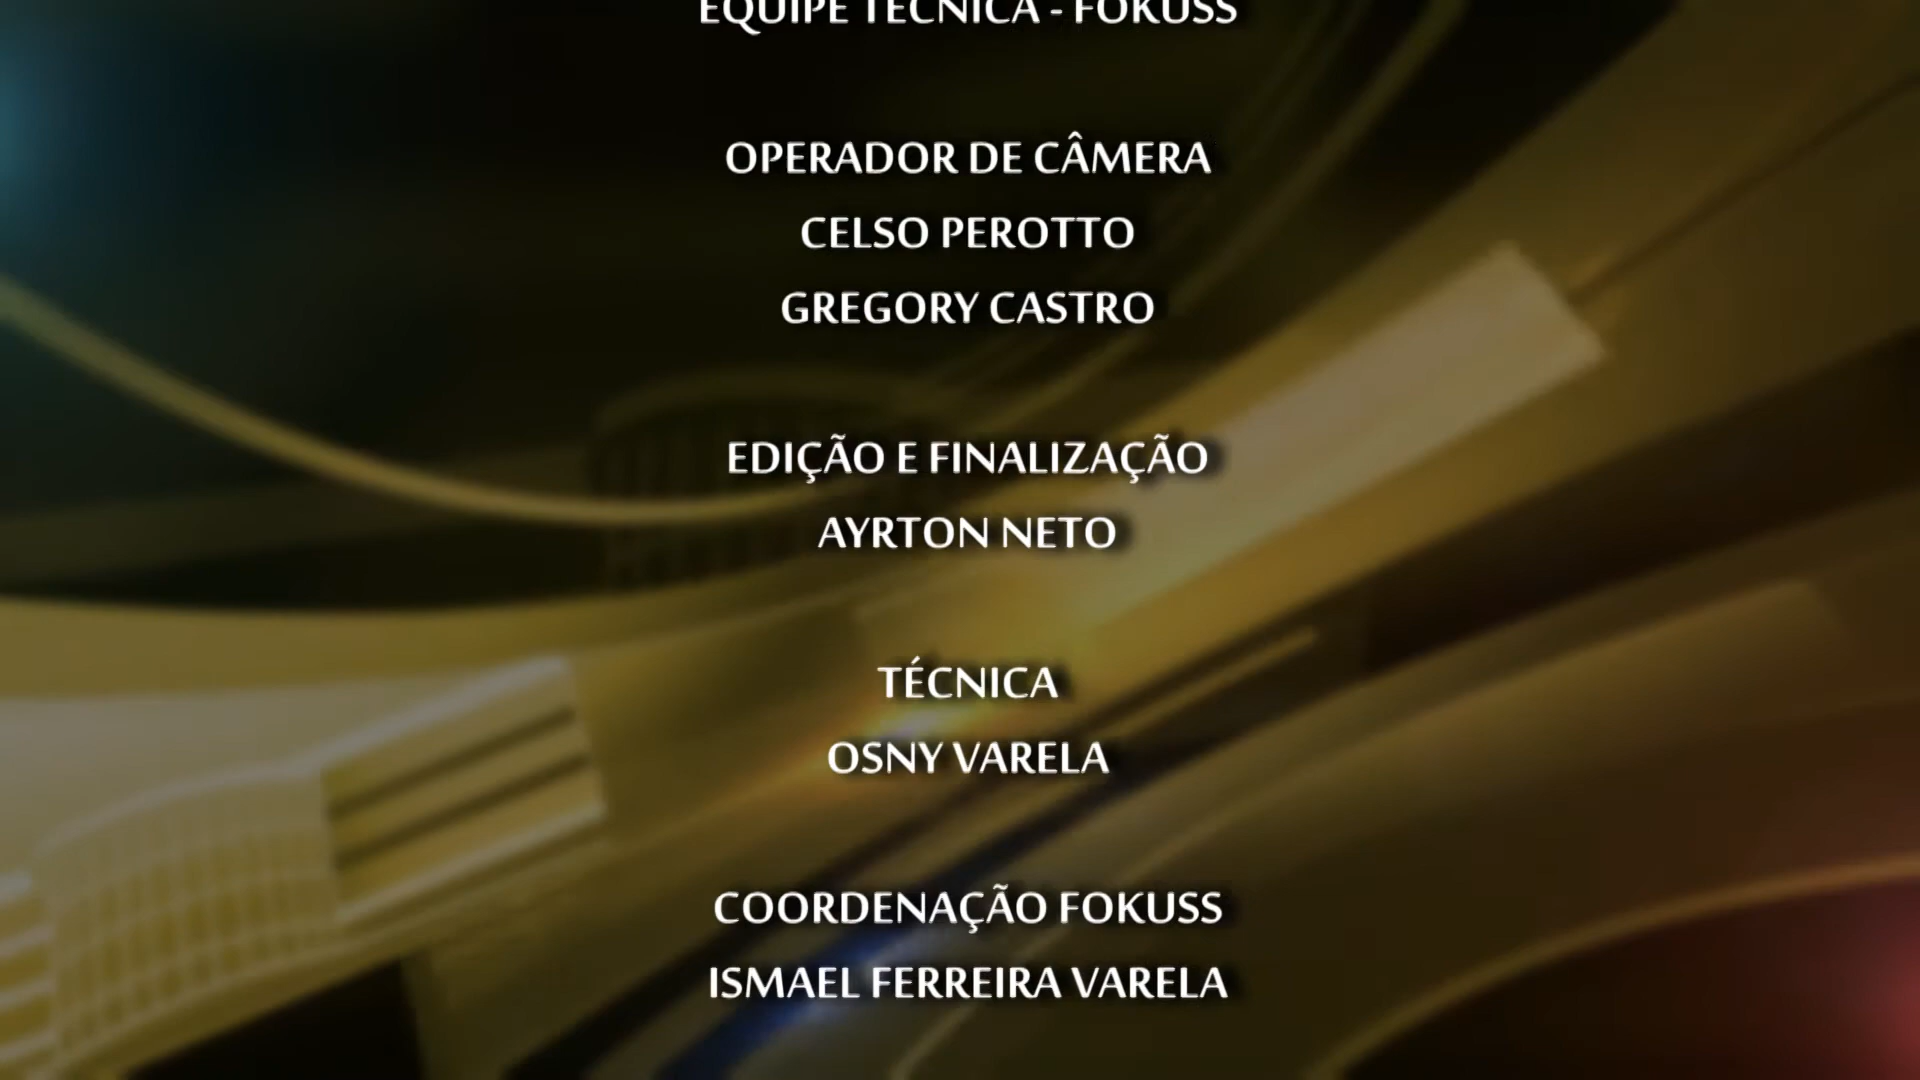 EQUIPE TÉCNICA - FOKUSS
OPERADOR DE CÂMERA
CELSO PEROTTO
GREGORY CASTRO
EDIÇÃO E FINALIZAÇÃO
AYRTON NETO
TÉCNICA
OSNY VARELA
COORDENAÇÃO FOKUSS
ISMAEL FERREIRA VARELA